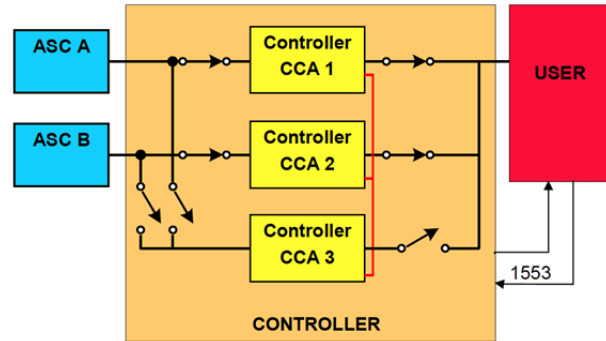 ASC A
Controller
CCA 1
USER
ASC B
Controller
CCA 2
Controller
CCA 3
1553
CONTROLLER